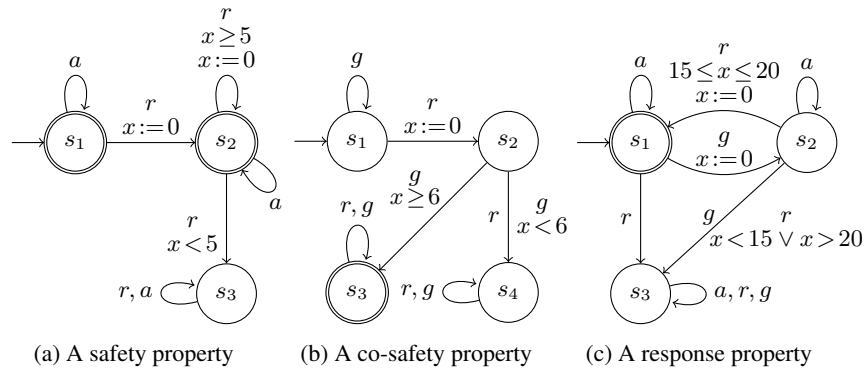 a
r
x := 0
r
x ≥ 5
x := 0
a
s1
s2
r
x < 5
r, a
s3
(a) A safety property
g
r
x := 0
s1
s2
g
x ≥ 6
r
g
x < 6
r, g
s3
r, g
s4
(b) A co-safety property
a
r
15 ≤ x ≤ 20
x := 0
a
s1
g
x := 0
s2
r
g
r
x < 15 ∨ x > 20
s3
a, r, g
(c) A response property